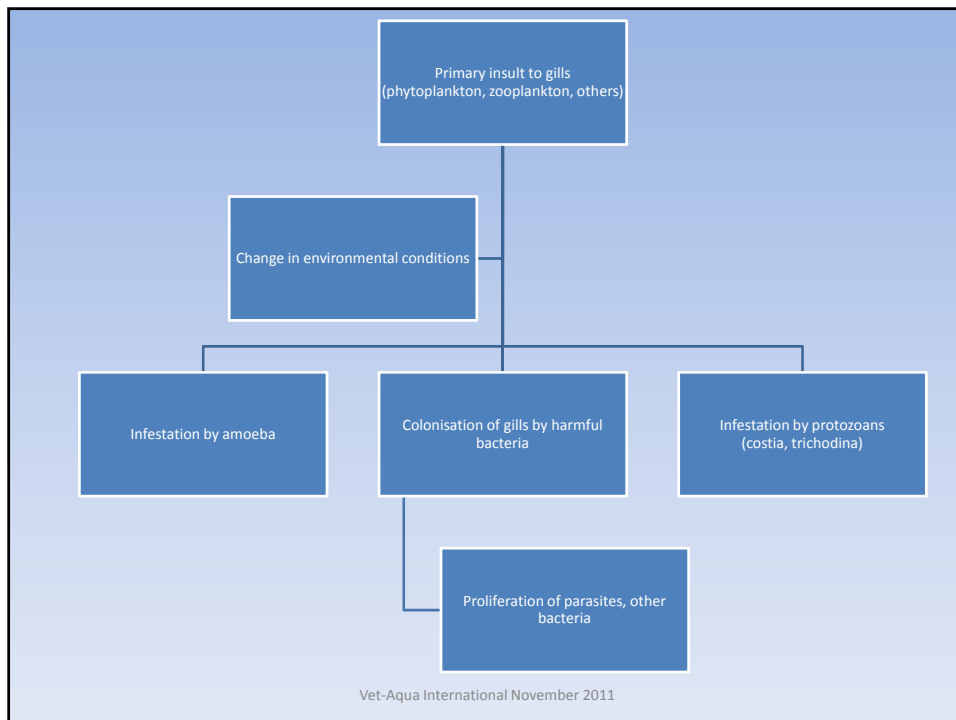 Primary insult to gills
(phytoplankton, zooplankton, others)
Change in environmental conditions
Infestation by amoeba
Colonisation of gills by harmful
bacteria
Infestation by protozoans
(costia, trichodina)
Proliferation of parasites, other
bacteria
Vet-Aqua International November 2011